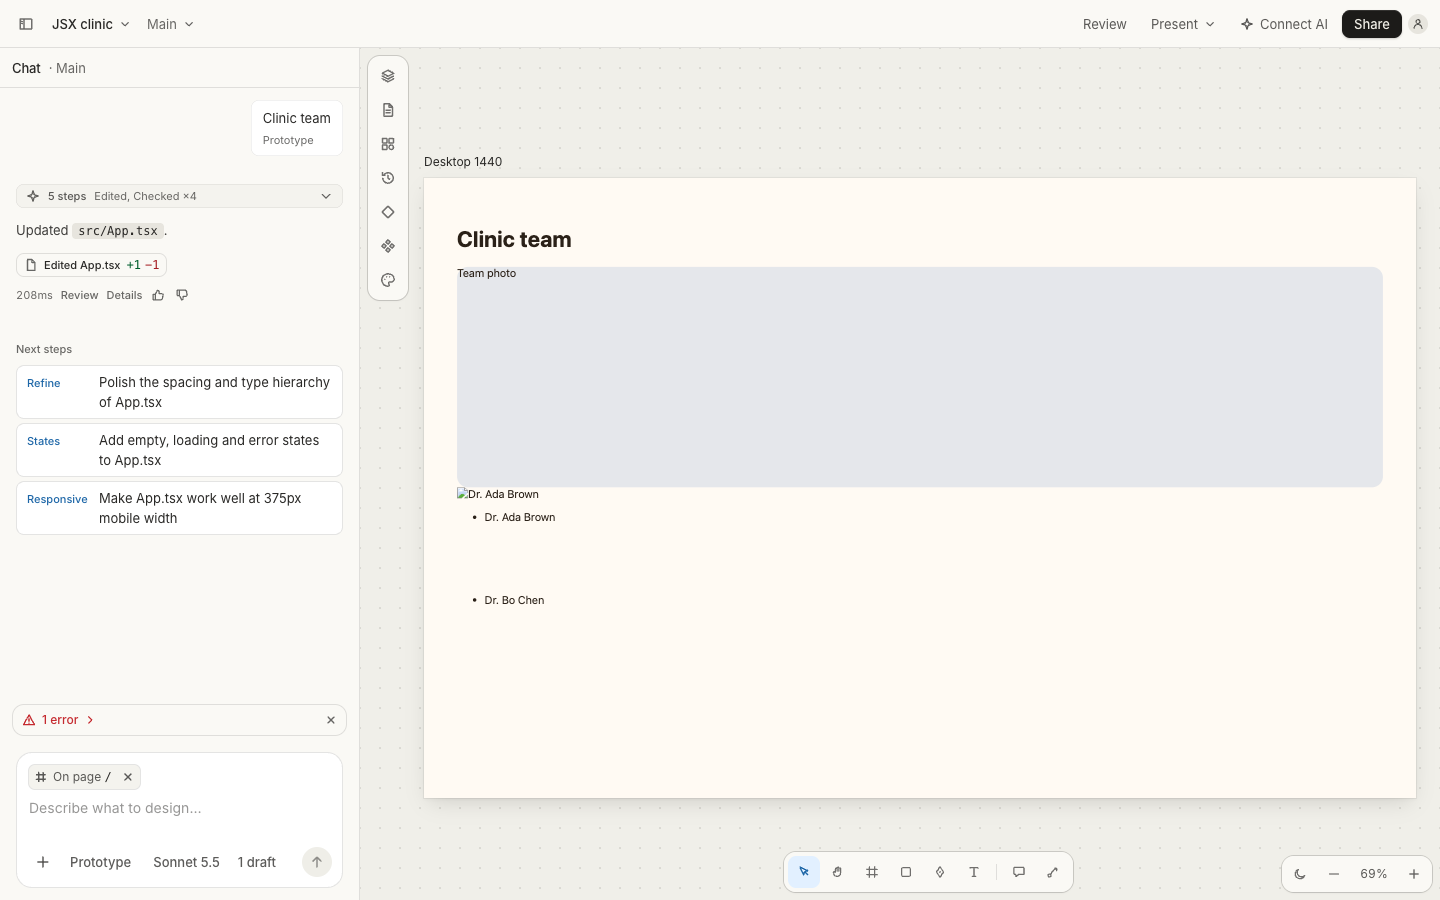 JSX clinic
Main
Review
Present
Connect AI
Share
Chat · Main
Clinic team
Prototype
5 steps Edited, Checked ×4
Updated src/App.tsx.
Edited App.tsx +1 −1
208ms Review Details
Next steps
Refine Polish the spacing and type hierarchy
of App.tsx
States Add empty, loading and error states
to App.tsx
Responsive Make App.tsx work well at 375px
mobile width
1 error
On page /
Describe what to design...
Prototype Sonnet 5.5 1 draft
Desktop 1440
Clinic team
Team photo
Dr. Ada Brown
• Dr. Ada Brown
• Dr. Bo Chen
T
69%